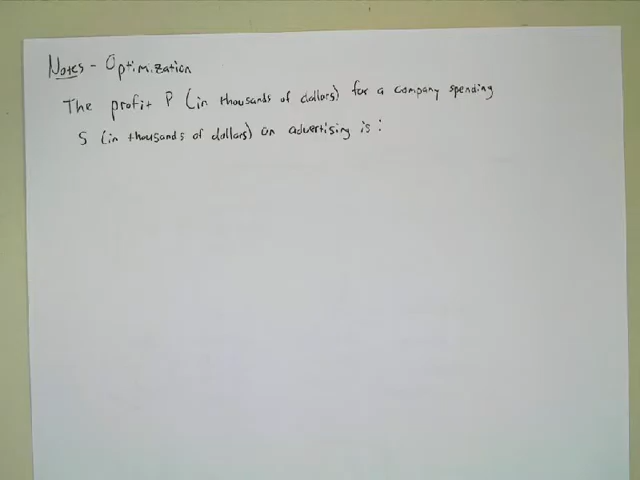 Notes - Optimization
The profit P (in thousands of dollars) for a company spending
S (in thousands of dollars) on advertising is: